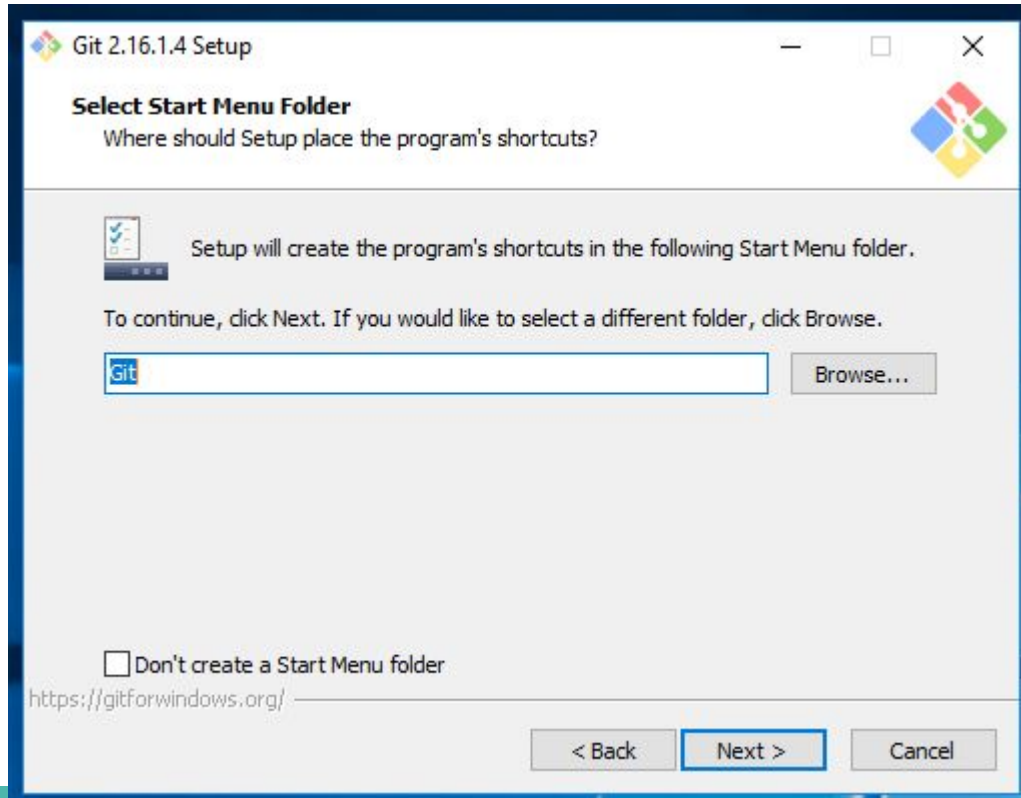 Git 2.16.1.4 Setup
Select Start Menu Folder
Where should Setup place the program's shortcuts?
Setup will create the program's shortcuts in the following Start Menu folder.
To continue, click Next. If you would like to select a different folder, click Browse.
Git
Browse...
Don't create a Start Menu folder
https://gitforwindows.org/
< Back
Next >
Cancel